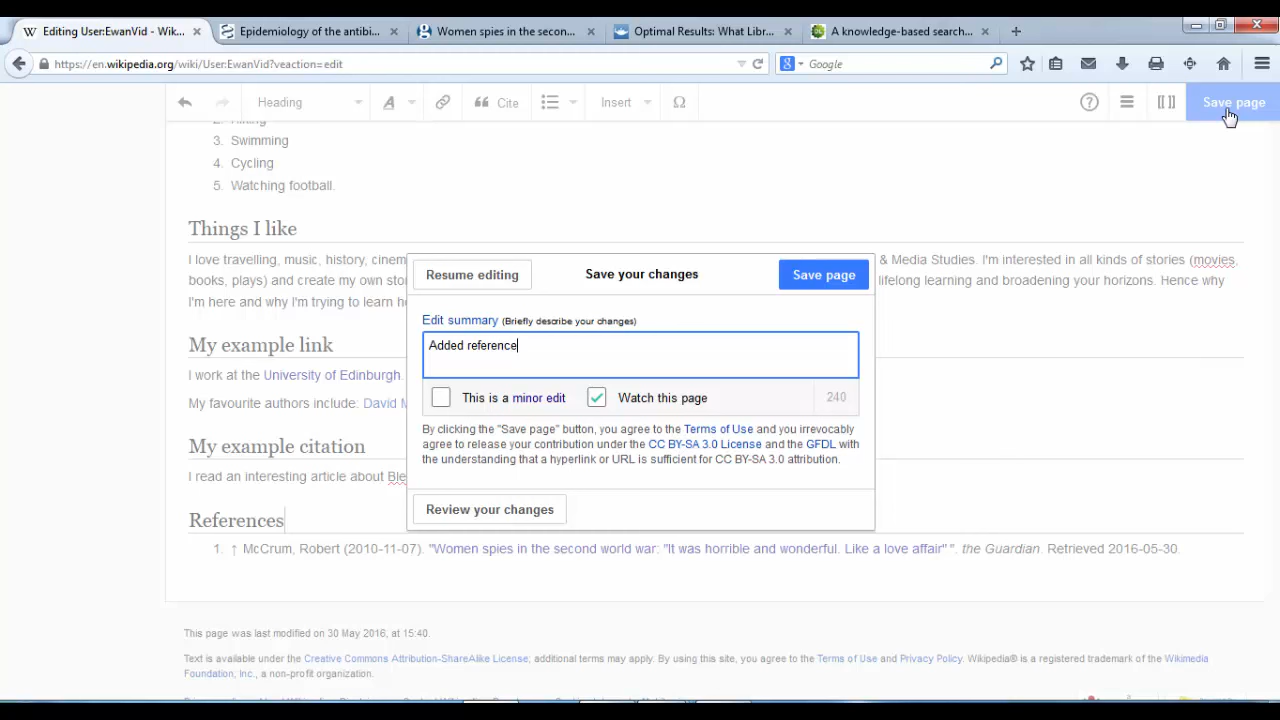 Editing User:EwanVid - Wik...
Epidemiology of the antibi...
Women spies in the secon...
Optimal Results: What Libr...
A knowledge-based search...
https://en.wikipedia.org/wiki/User:EwanVid?veaction=edit
Google
Heading
A
Cite
Insert
Ω
Save page
3. Swimming
4. Cycling
5. Watching football.
Things I like
I love travelling, music, history, cinem
& Media Studies. I'm interested in all kinds of stories (movies,
books, plays) and create my own sto
lifelong learning and broadening your horizons. Hence why
I'm here and why I'm trying to learn h
My example link
I work at the University of Edinburgh.
My favourite authors include: David M
My example citation
I read an interesting article about Ble
References
1. ↑ McCrum, Robert (2010-11-07). "Women spies in the second world war: "It was horrible and wonderful. Like a love affair" ". the Guardian. Retrieved 2016-05-30.
Resume editing
Save your changes
Save page
Edit summary (Briefly describe your changes)
Added reference
This is a minor edit
Watch this page
240
By clicking the "Save page" button, you agree to the Terms of Use and you irrevocably
agree to release your contribution under the CC BY-SA 3.0 License and the GFDL with
the understanding that a hyperlink or URL is sufficient for CC BY-SA 3.0 attribution.
Review your changes
This page was last modified on 30 May 2016, at 15:40.
Text is available under the Creative Commons Attribution-ShareAlike License; additional terms may apply. By using this site, you agree to the Terms of Use and Privacy Policy. Wikipedia® is a registered trademark of the Wikimedia
Foundation, Inc., a non-profit organization.